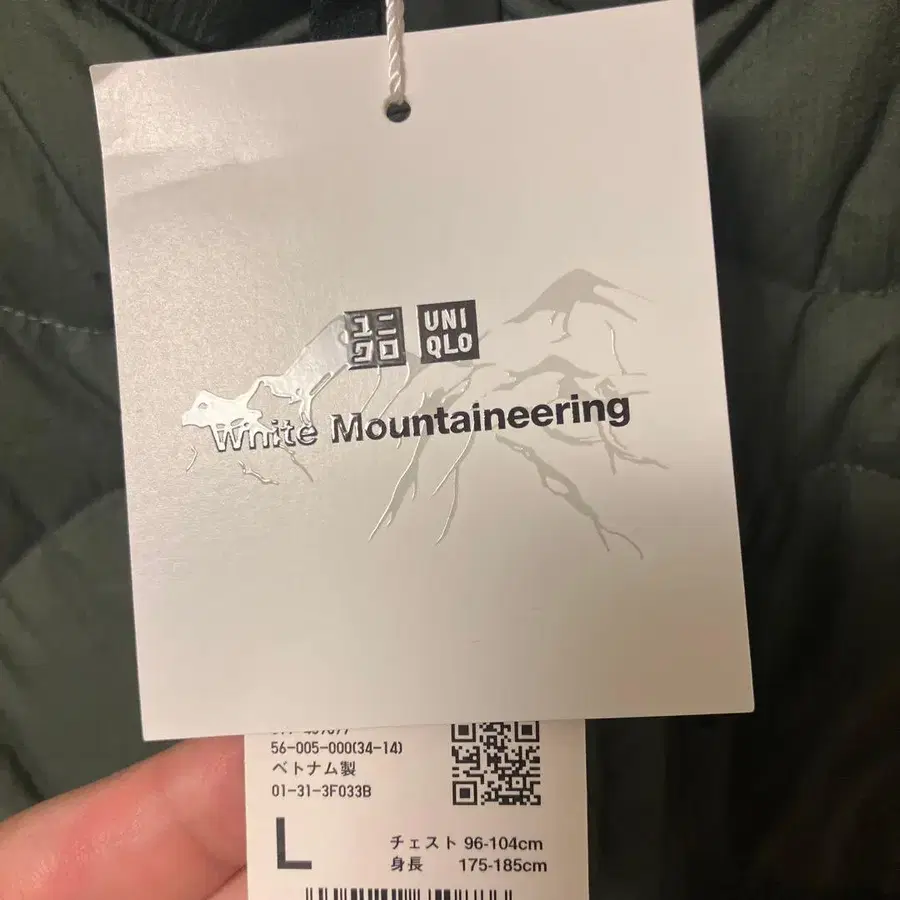 ユニ
クロ
UNI
QLO
White Mountaineering
56-005-000(34-14)
ベトナム製
01-31-3F033B
L
チェスト 96-104cm
身長 175-185cm